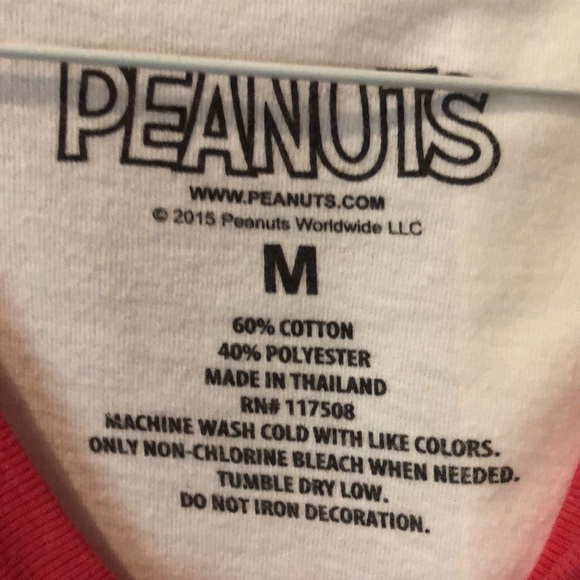 PEANUTS
WWW.PEANUTS.COM
© 2015 Peanuts Worldwide LLC
M
60% COTTON
40% POLYESTER
MADE IN THAILAND
RN# 117508
MACHINE WASH COLD WITH LIKE COLORS.
ONLY NON-CHLORINE BLEACH WHEN NEEDED.
TUMBLE DRY LOW.
DO NOT IRON DECORATION.